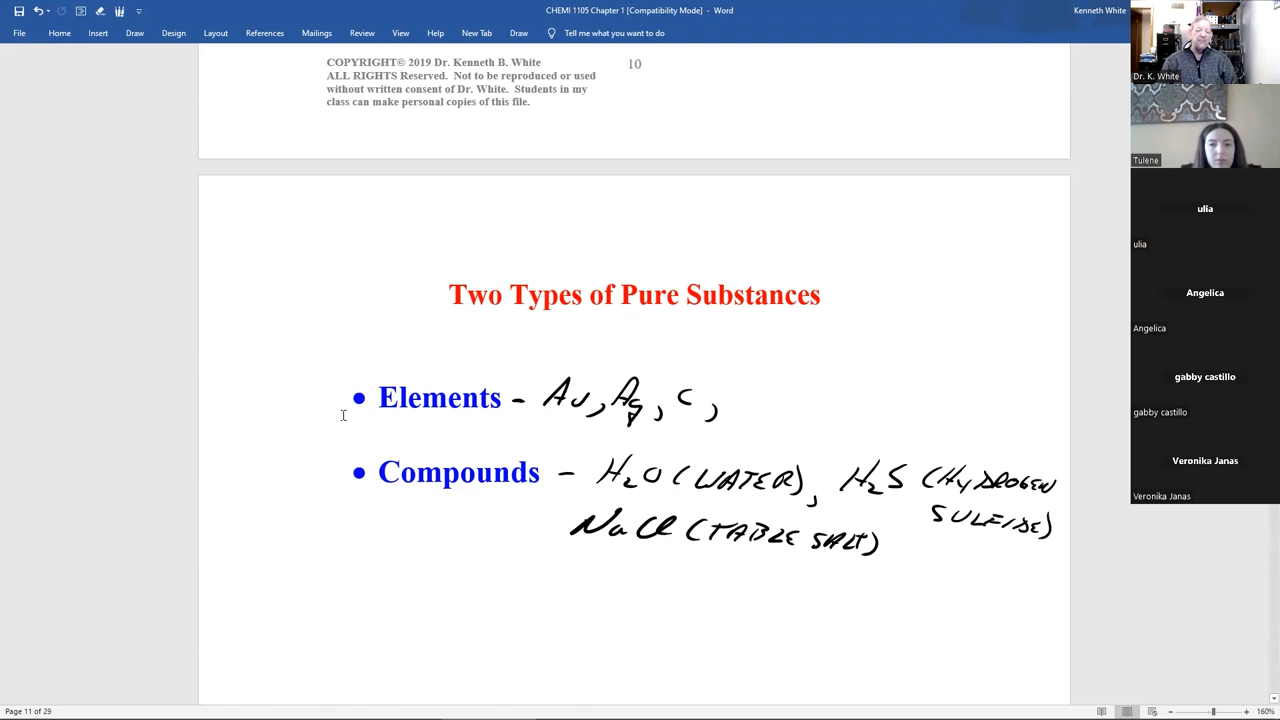 CHEMI 1105 Chapter 1 [Compatibility Mode] - Word
Kenneth White
File Home Insert Draw Design Layout References Mailings Review View Help New Tab Draw Tell me what you want to do
COPYRIGHT© 2019 Dr. Kenneth B. White 10
ALL RIGHTS Reserved. Not to be reproduced or used
without written consent of Dr. White. Students in my
class can make personal copies of this file.
Two Types of Pure Substances
• Elements - Au, Ag, C,
• Compounds - H2O (WATER), H2S (HYDROGEN
SULFIDE)
NaCl (TABLE SALT)
Dr. K. White
Tulene
ulia
ulia
Angelica
Angelica
gabby castillo
gabby castillo
Veronika Janas
Veronika Janas
Page 11 of 29
160%